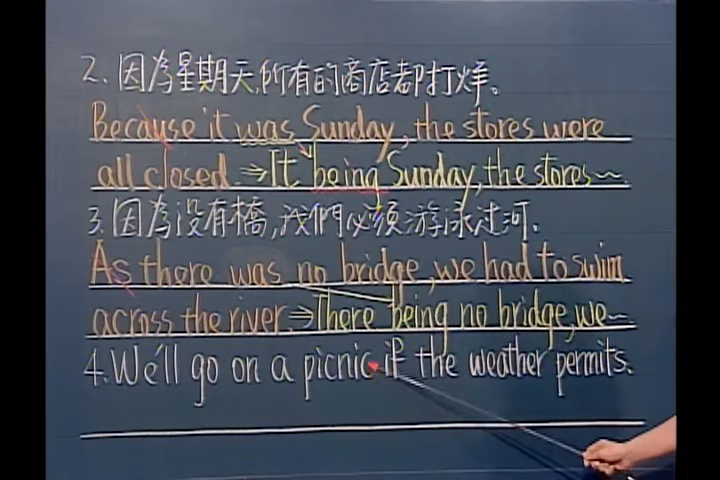 2. 因為星期天,所有的商店都打烊。
Because it was Sunday, the stores were
all closed. ⇒ It being Sunday, the stores ~
3. 因為没有橋,我們必須游泳过河.
As there was no bridge, we had to swim
across the river. ⇒ There being no bridge, we ~
4. We'll go on a picnic if the weather permits.